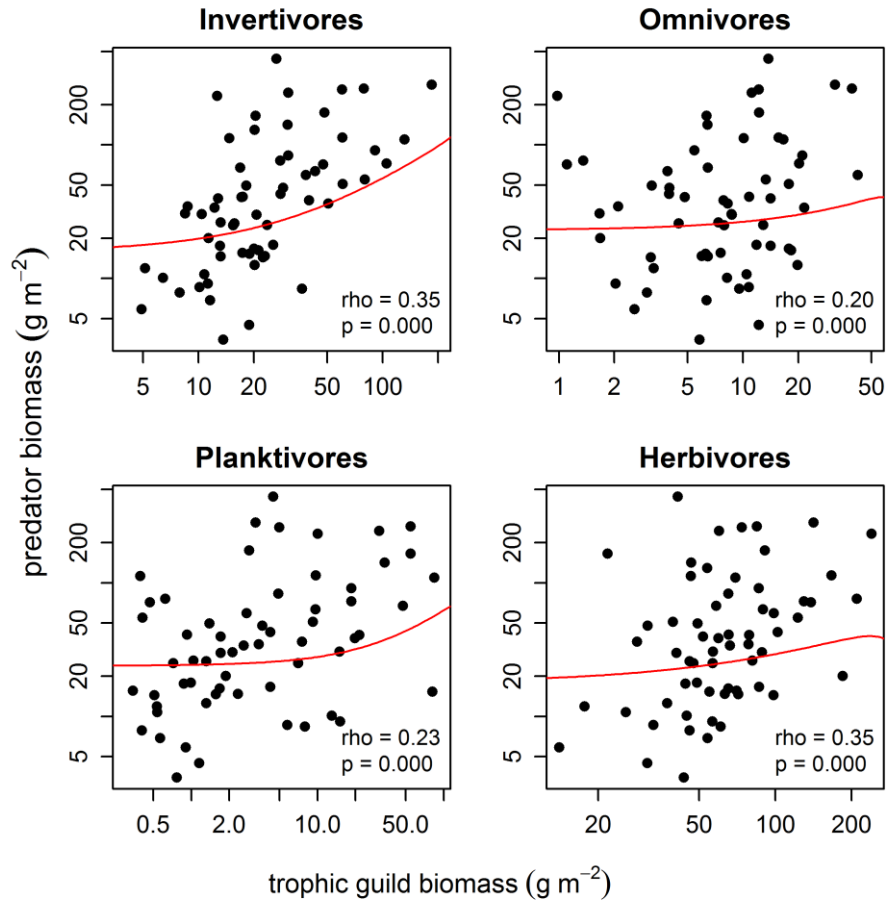 Invertivores
200
50
20
5
5
10
20
50
100
rho = 0.35
p = 0.000
Omnivores
200
50
20
5
1
2
5
10
20
50
rho = 0.20
p = 0.000
Planktivores
200
50
20
5
0.5
2.0
10.0
50.0
rho = 0.23
p = 0.000
Herbivores
200
50
20
5
20
50
100
200
rho = 0.35
p = 0.000
predator biomass (g m⁻²)
trophic guild biomass (g m⁻²)